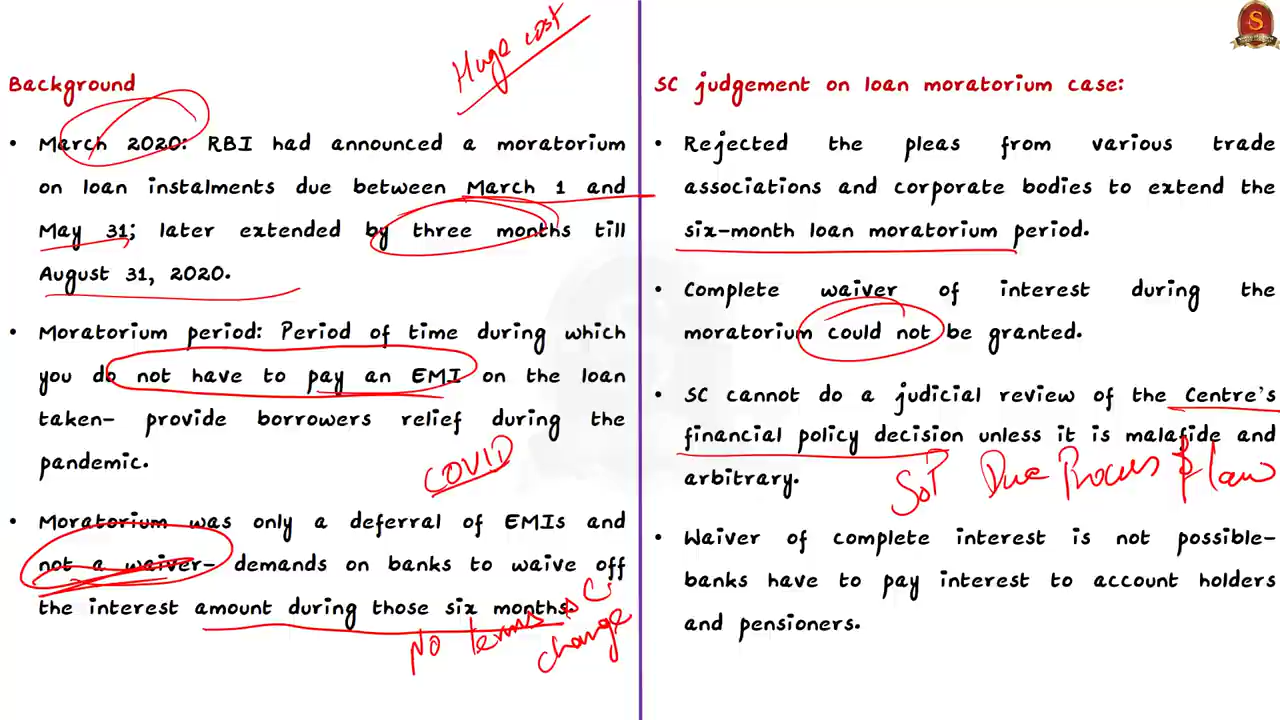 Huge cost
Background
• March 2020: RBI had announced a moratorium
on loan instalments due between March 1 and
May 31; later extended by three months till
August 31, 2020.
• Moratorium period: Period of time during which
you do not have to pay an EMI on the loan
taken- provide borrowers relief during the
pandemic.
COVID
• Moratorium was only a deferral of EMIs and
not a waiver- demands on banks to waive off
the interest amount during those six months.
No terms &
change
SC judgement on loan moratorium case:
• Rejected the pleas from various trade
associations and corporate bodies to extend the
six-month loan moratorium period.
• Complete waiver of interest during the
moratorium could not be granted.
• SC cannot do a judicial review of the Centre's
financial policy decision unless it is malafide and
arbitrary.
SoP Due Process of law
• Waiver of complete interest is not possible-
banks have to pay interest to account holders
and pensioners.
S